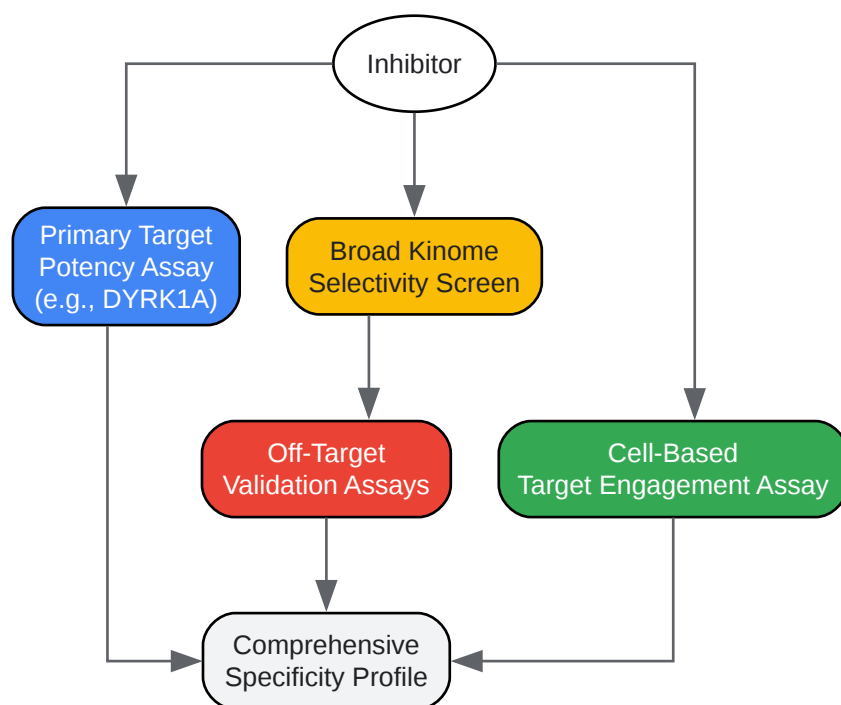 Inhibitor
Primary Target
Potency Assay
(e.g., DYRK1A)
Broad Kinome
Selectivity Screen
Off-Target
Validation Assays
Cell-Based
Target Engagement Assay
Comprehensive
Specificity Profile